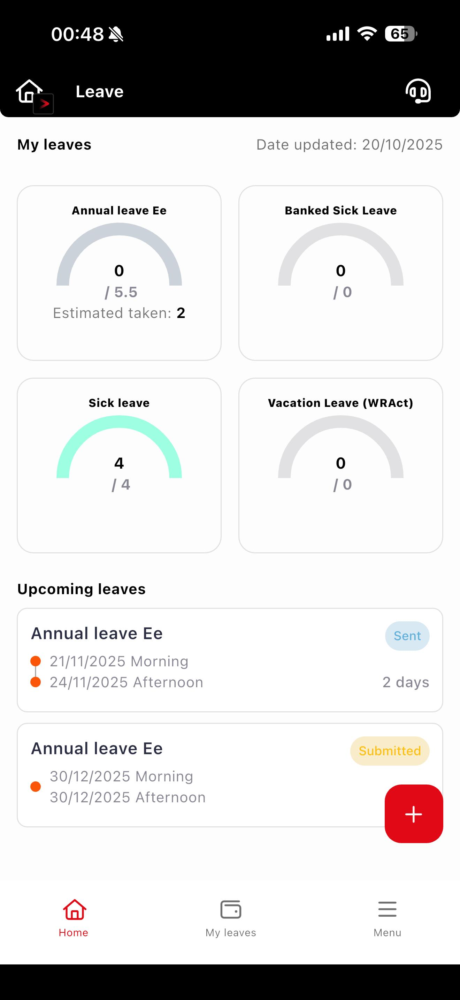 00:48
65
Leave
My leaves
Date updated: 20/10/2025
Annual leave Ee
0
/ 5.5
Estimated taken: 2
Banked Sick Leave
0
/ 0
Sick leave
4
/ 4
Vacation Leave (WRAct)
0
/ 0
Upcoming leaves
Annual leave Ee
Sent
21/11/2025 Morning
24/11/2025 Afternoon
2 days
Annual leave Ee
Submitted
30/12/2025 Morning
30/12/2025 Afternoon
Home
My leaves
Menu